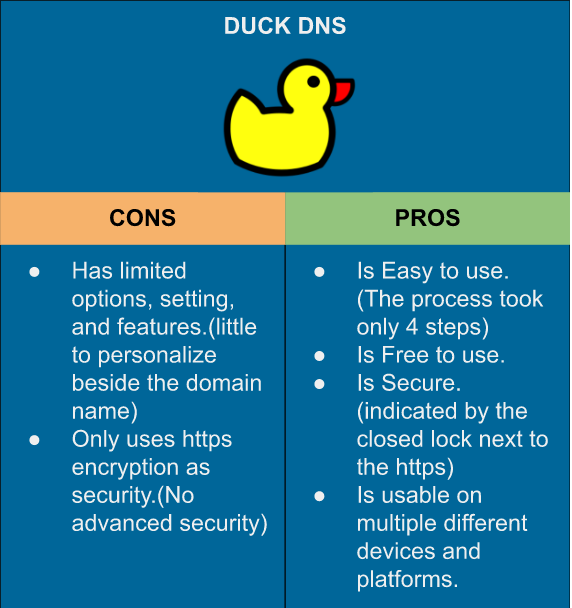 DUCK DNS
CONS
● Has limited
options, setting,
and features.(little
to personalize
beside the domain
name)
● Only uses https
encryption as
security.(No
advanced security)
PROS
● Is Easy to use.
(The process took
only 4 steps)
● Is Free to use.
● Is Secure.
(indicated by the
closed lock next to
the https)
● Is usable on
multiple different
devices and
platforms.